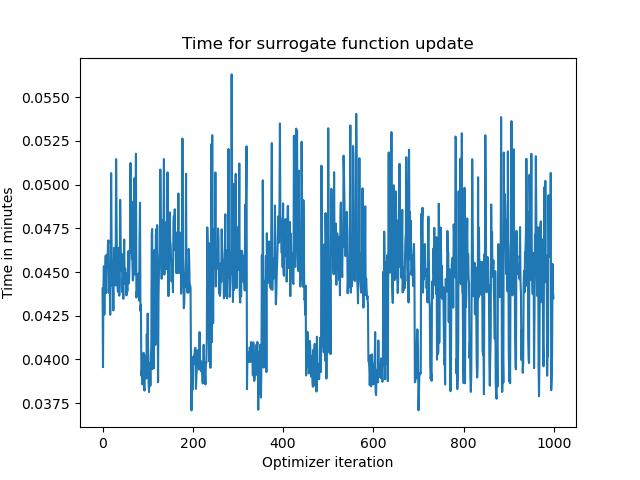 Time for surrogate function update
0.0550
0.0525
0.0500
0.0475
0.0450
0.0425
0.0400
0.0375
Time in minutes
0 200 400 600 800 1000
Optimizer iteration